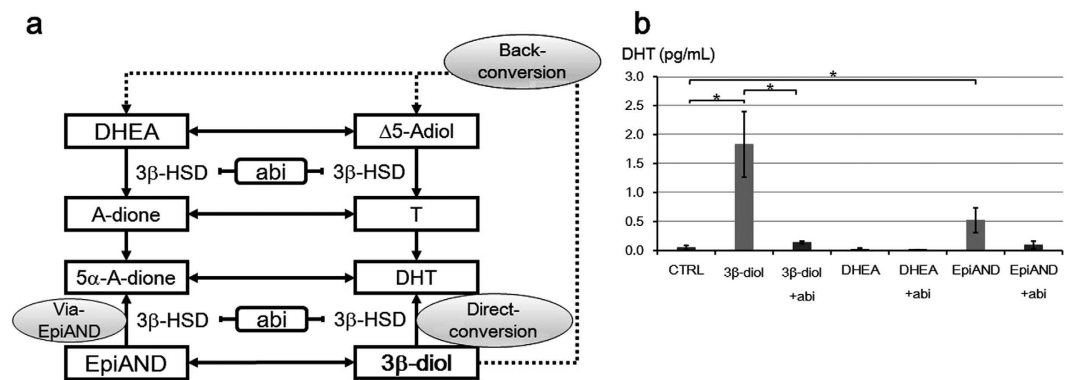 a
Back-
conversion
DHEA
Δ5-Adiol
3β-HSD
abi
3β-HSD
A-dione
T
5α-A-dione
DHT
Via-
EpiAND
3β-HSD
abi
3β-HSD
Direct-
conversion
EpiAND
3β-diol
b
DHT (pg/mL)
3.0
2.5
2.0
1.5
1.0
0.5
0.0
*
*
*
CTRL
3β-diol
3β-diol
+abi
DHEA
DHEA
+abi
EpiAND
EpiAND
+abi